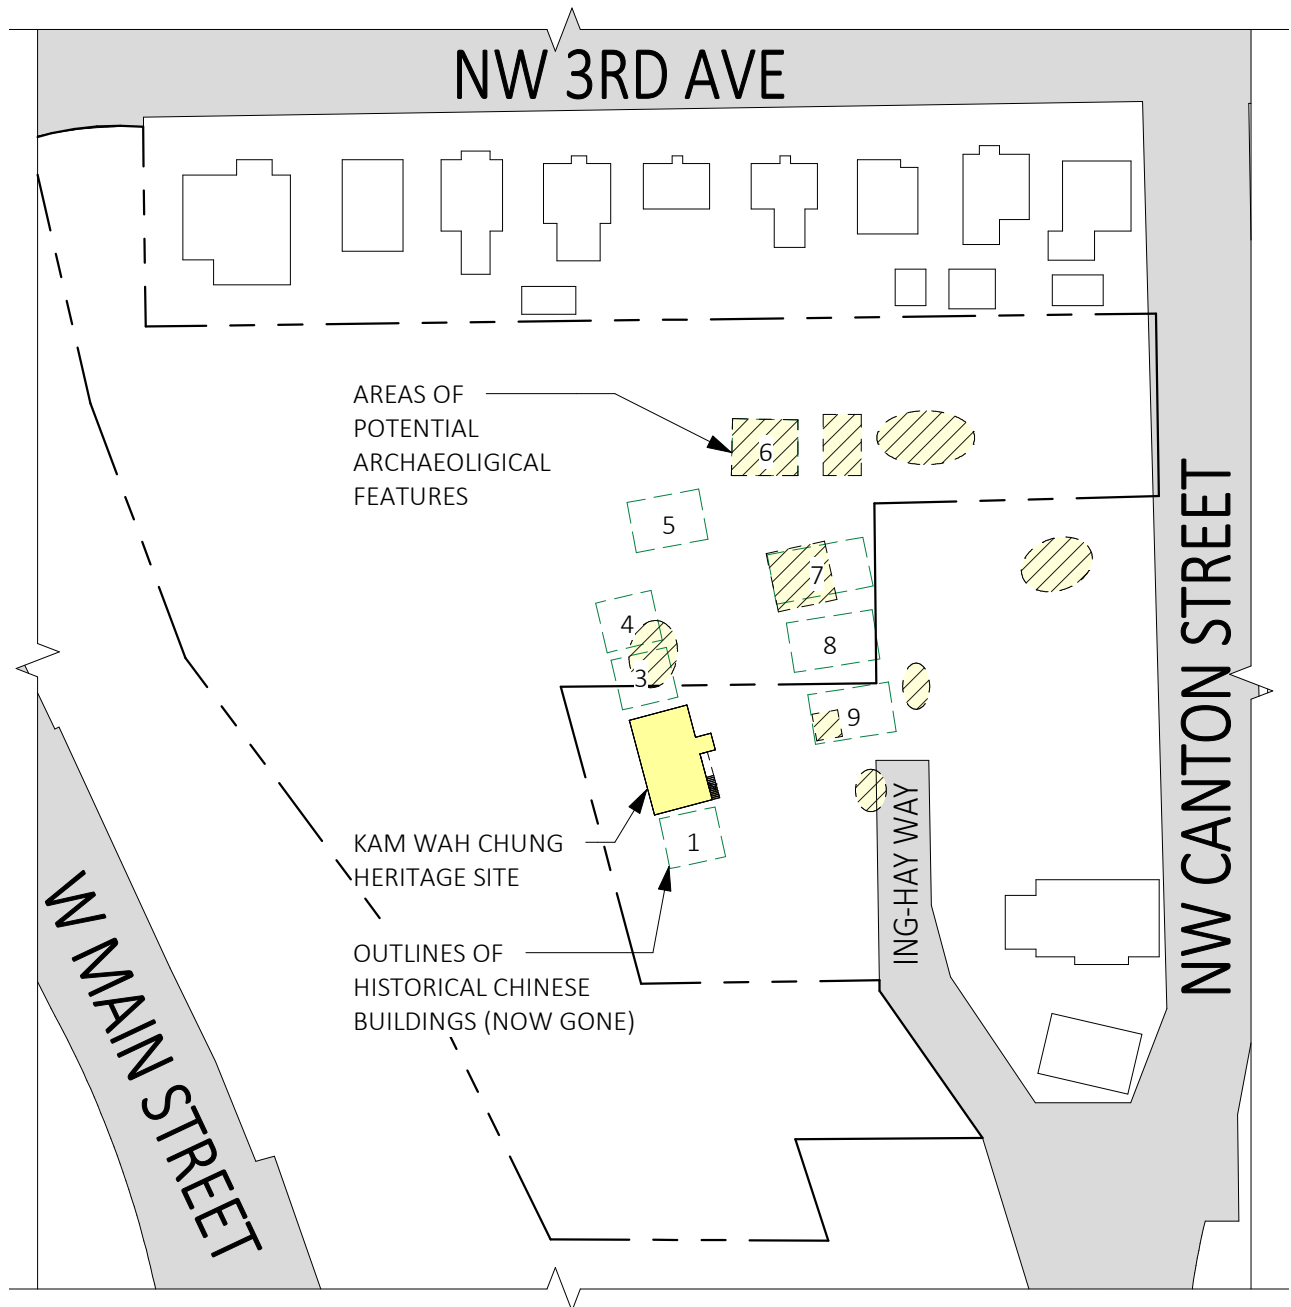 NW 3RD AVE
AREAS OF
POTENTIAL
ARCHAEOLIGICAL
FEATURES
6
5
7
4
8
3
9
KAM WAH CHUNG
HERITAGE SITE
1
OUTLINES OF
HISTORICAL CHINESE
BUILDINGS (NOW GONE)
ING-HAY WAY
NW CANTON STREET
W MAIN STREET